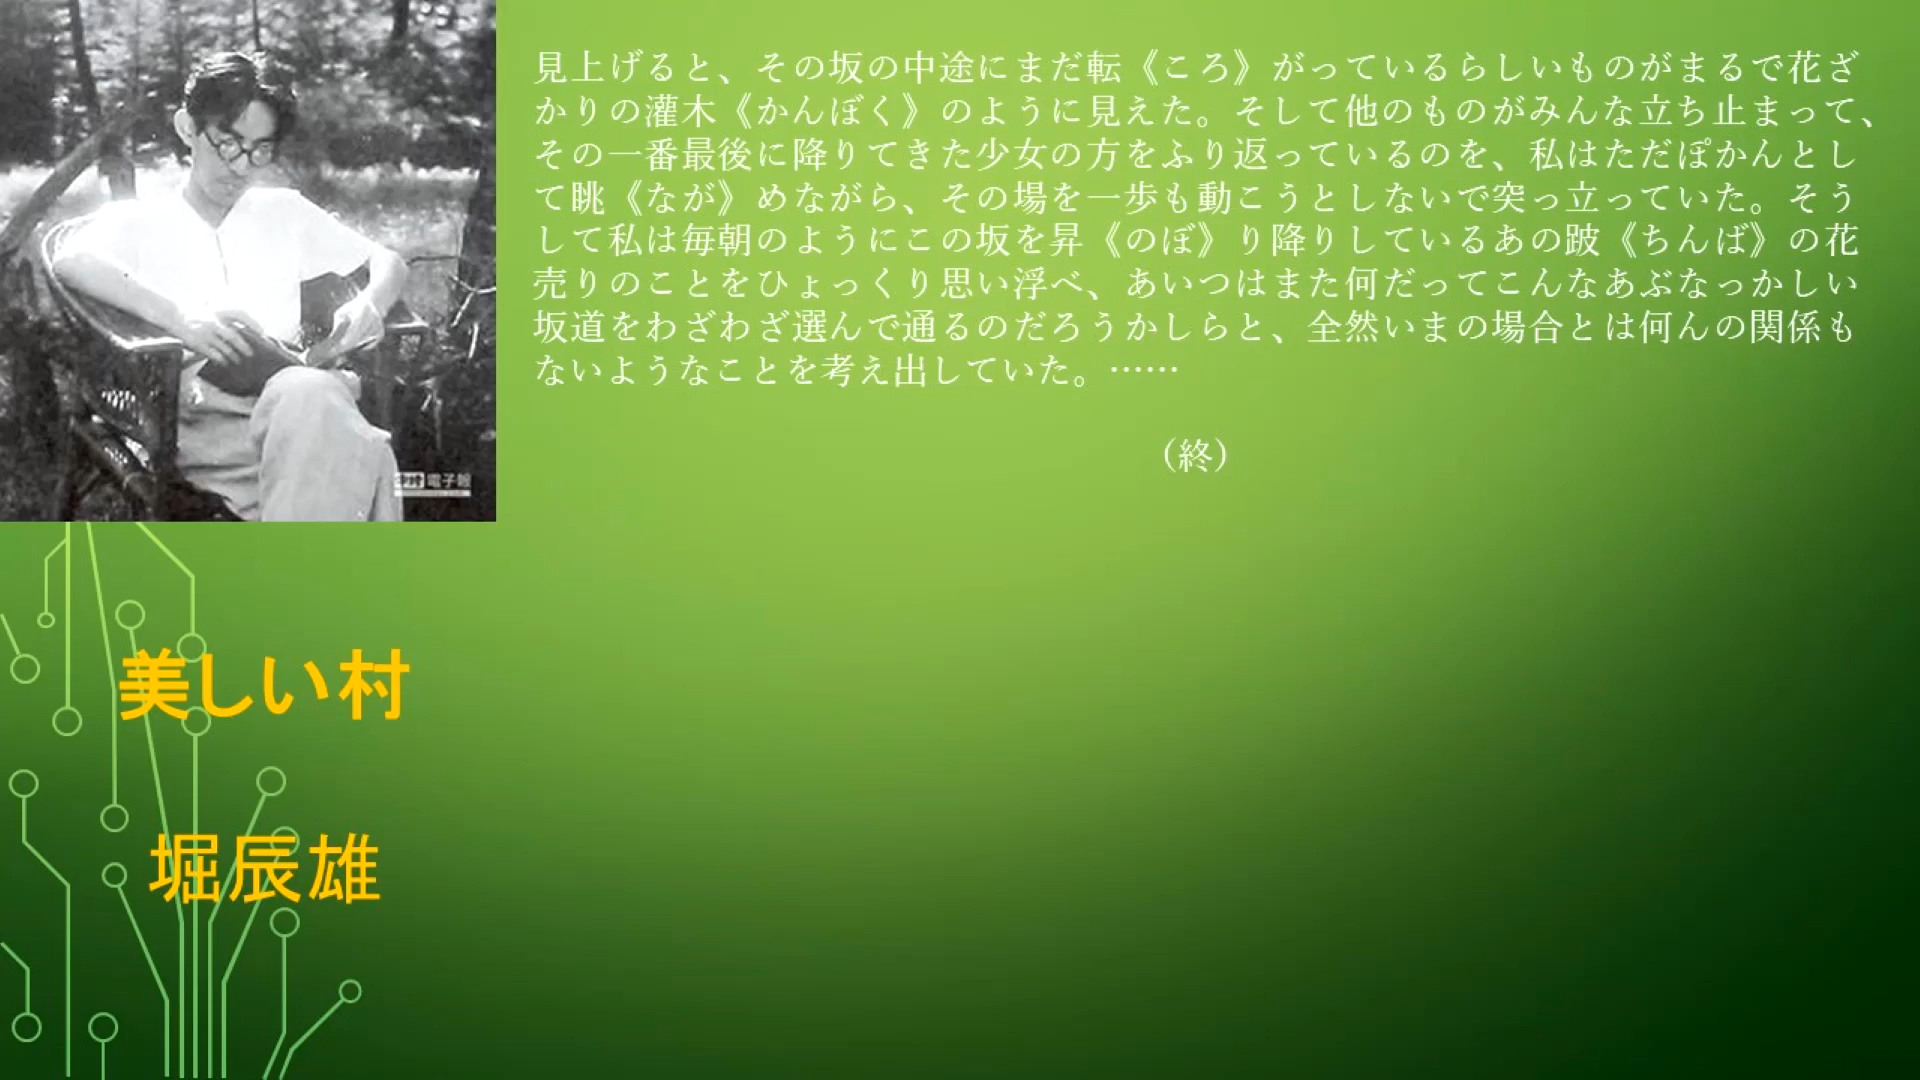 見上げると、その坂の中途にまだ転《ころ》がっているらしいものがまるで花ざ
かりの灌木《かんぼく》のように見えた。そして他のものがみんな立ち止まって、
その一番最後に降りてきた少女の方をふり返っているのを、私はただぽかんとし
て眺《なが》めながら、その場を一歩も動こうとしないで突っ立っていた。そう
して私は毎朝のようにこの坂を昇《のぼ》り降りしているあの跛《ちんば》の花
売りのことをひょっくり思い浮べ、あいつはまた何だってこんなあぶなっかしい
坂道をわざわざ選んで通るのだろうかしらと、全然いまの場合とは何んの関係も
ないようなことを考え出していた。……
（終）
電子報
美しい村
堀辰雄